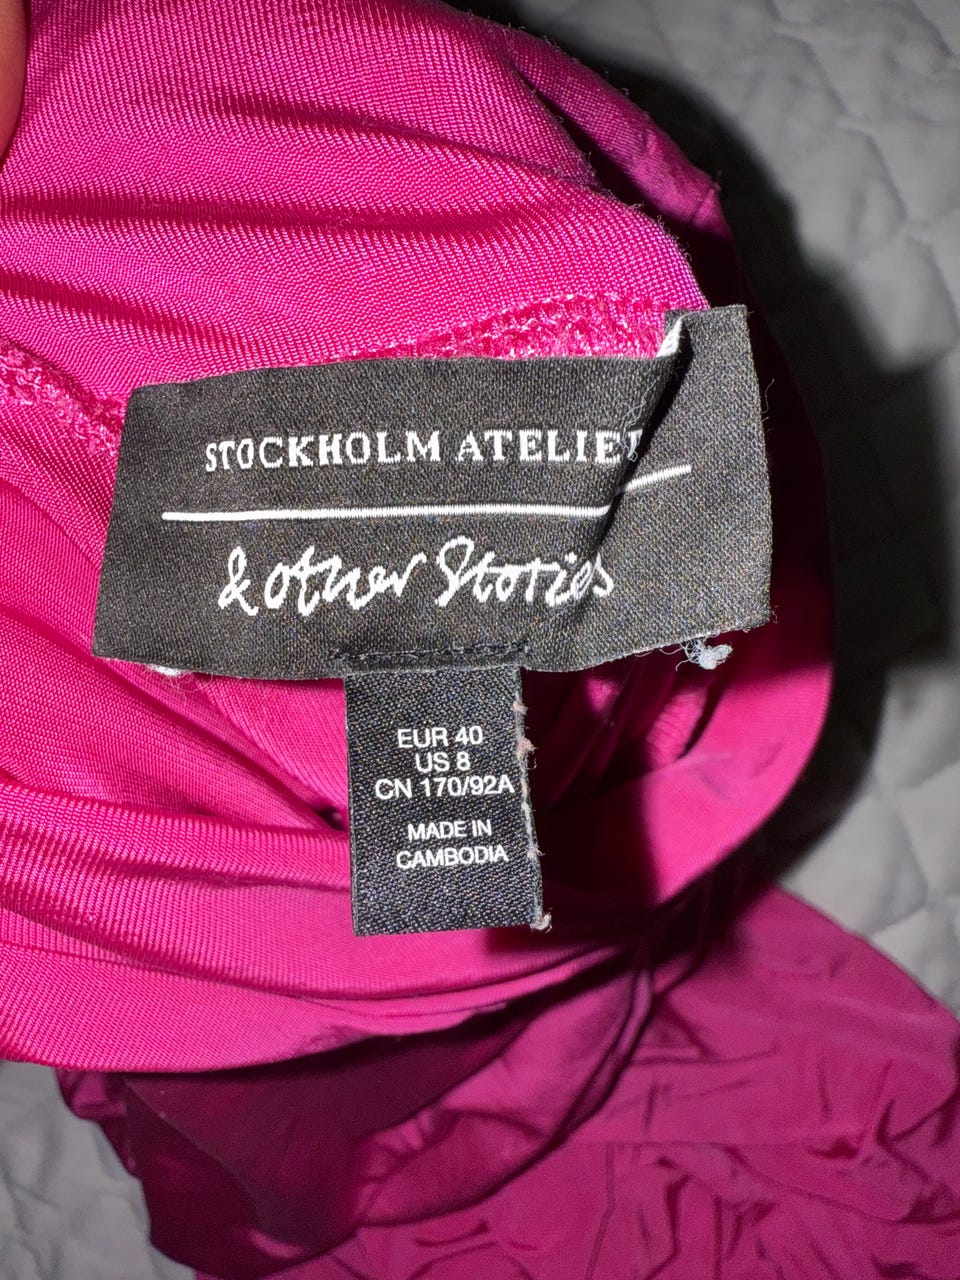 STOCKHOLM ATELIER
& other Stories
EUR 40
US 8
CN 170/92A
MADE IN
CAMBODIA